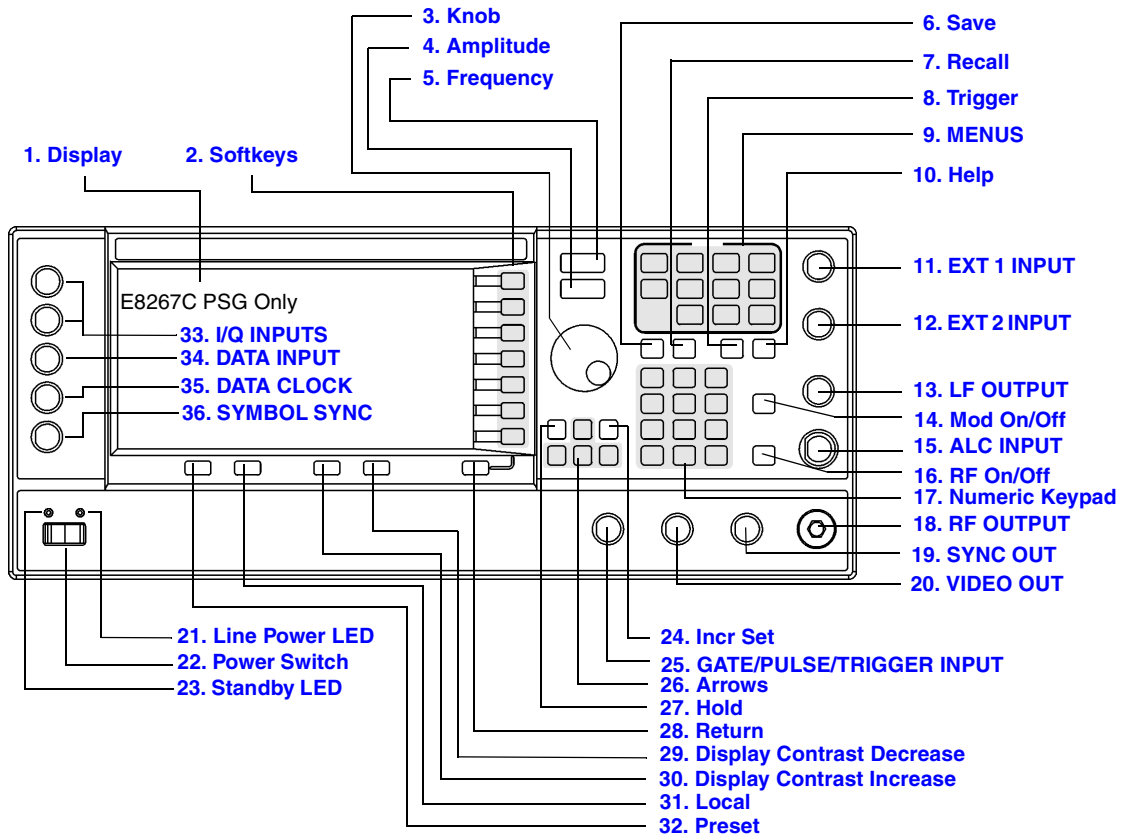 3. Knob
4. Amplitude
5. Frequency
6. Save
7. Recall
8. Trigger
9. MENUS
10. Help
1. Display
2. Softkeys
11. EXT 1 INPUT
12. EXT 2 INPUT
13. LF OUTPUT
14. Mod On/Off
15. ALC INPUT
16. RF On/Off
17. Numeric Keypad
18. RF OUTPUT
19. SYNC OUT
20. VIDEO OUT
E8267C PSG Only
33. I/Q INPUTS
34. DATA INPUT
35. DATA CLOCK
36. SYMBOL SYNC
21. Line Power LED
22. Power Switch
23. Standby LED
24. Incr Set
25. GATE/PULSE/TRIGGER INPUT
26. Arrows
27. Hold
28. Return
29. Display Contrast Decrease
30. Display Contrast Increase
31. Local
32. Preset